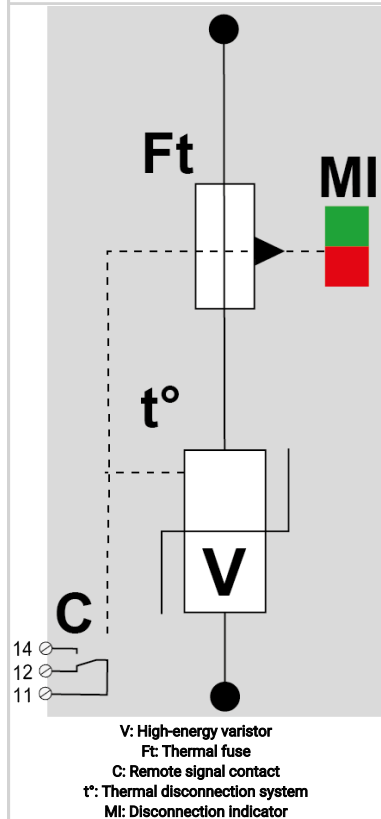 Ft
MI
t°
V
C
14
12
11
V: High-energy varistor
Ft: Thermal fuse
C: Remote signal contact
t°: Thermal disconnection system
MI: Disconnection indicator